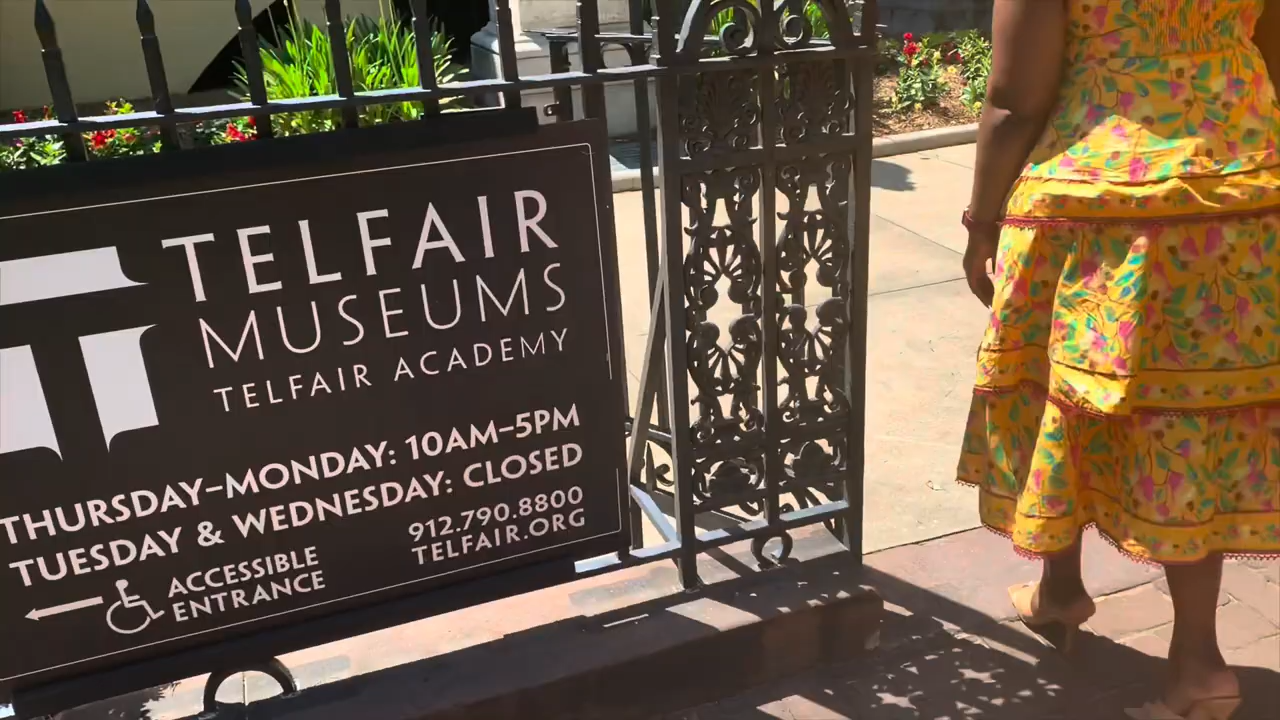 TELFAIR
MUSEUMS
TELFAIR ACADEMY
THURSDAY–MONDAY: 10AM–5PM
TUESDAY & WEDNESDAY: CLOSED
912.790.8800
TELFAIR.ORG
ACCESSIBLE
ENTRANCE